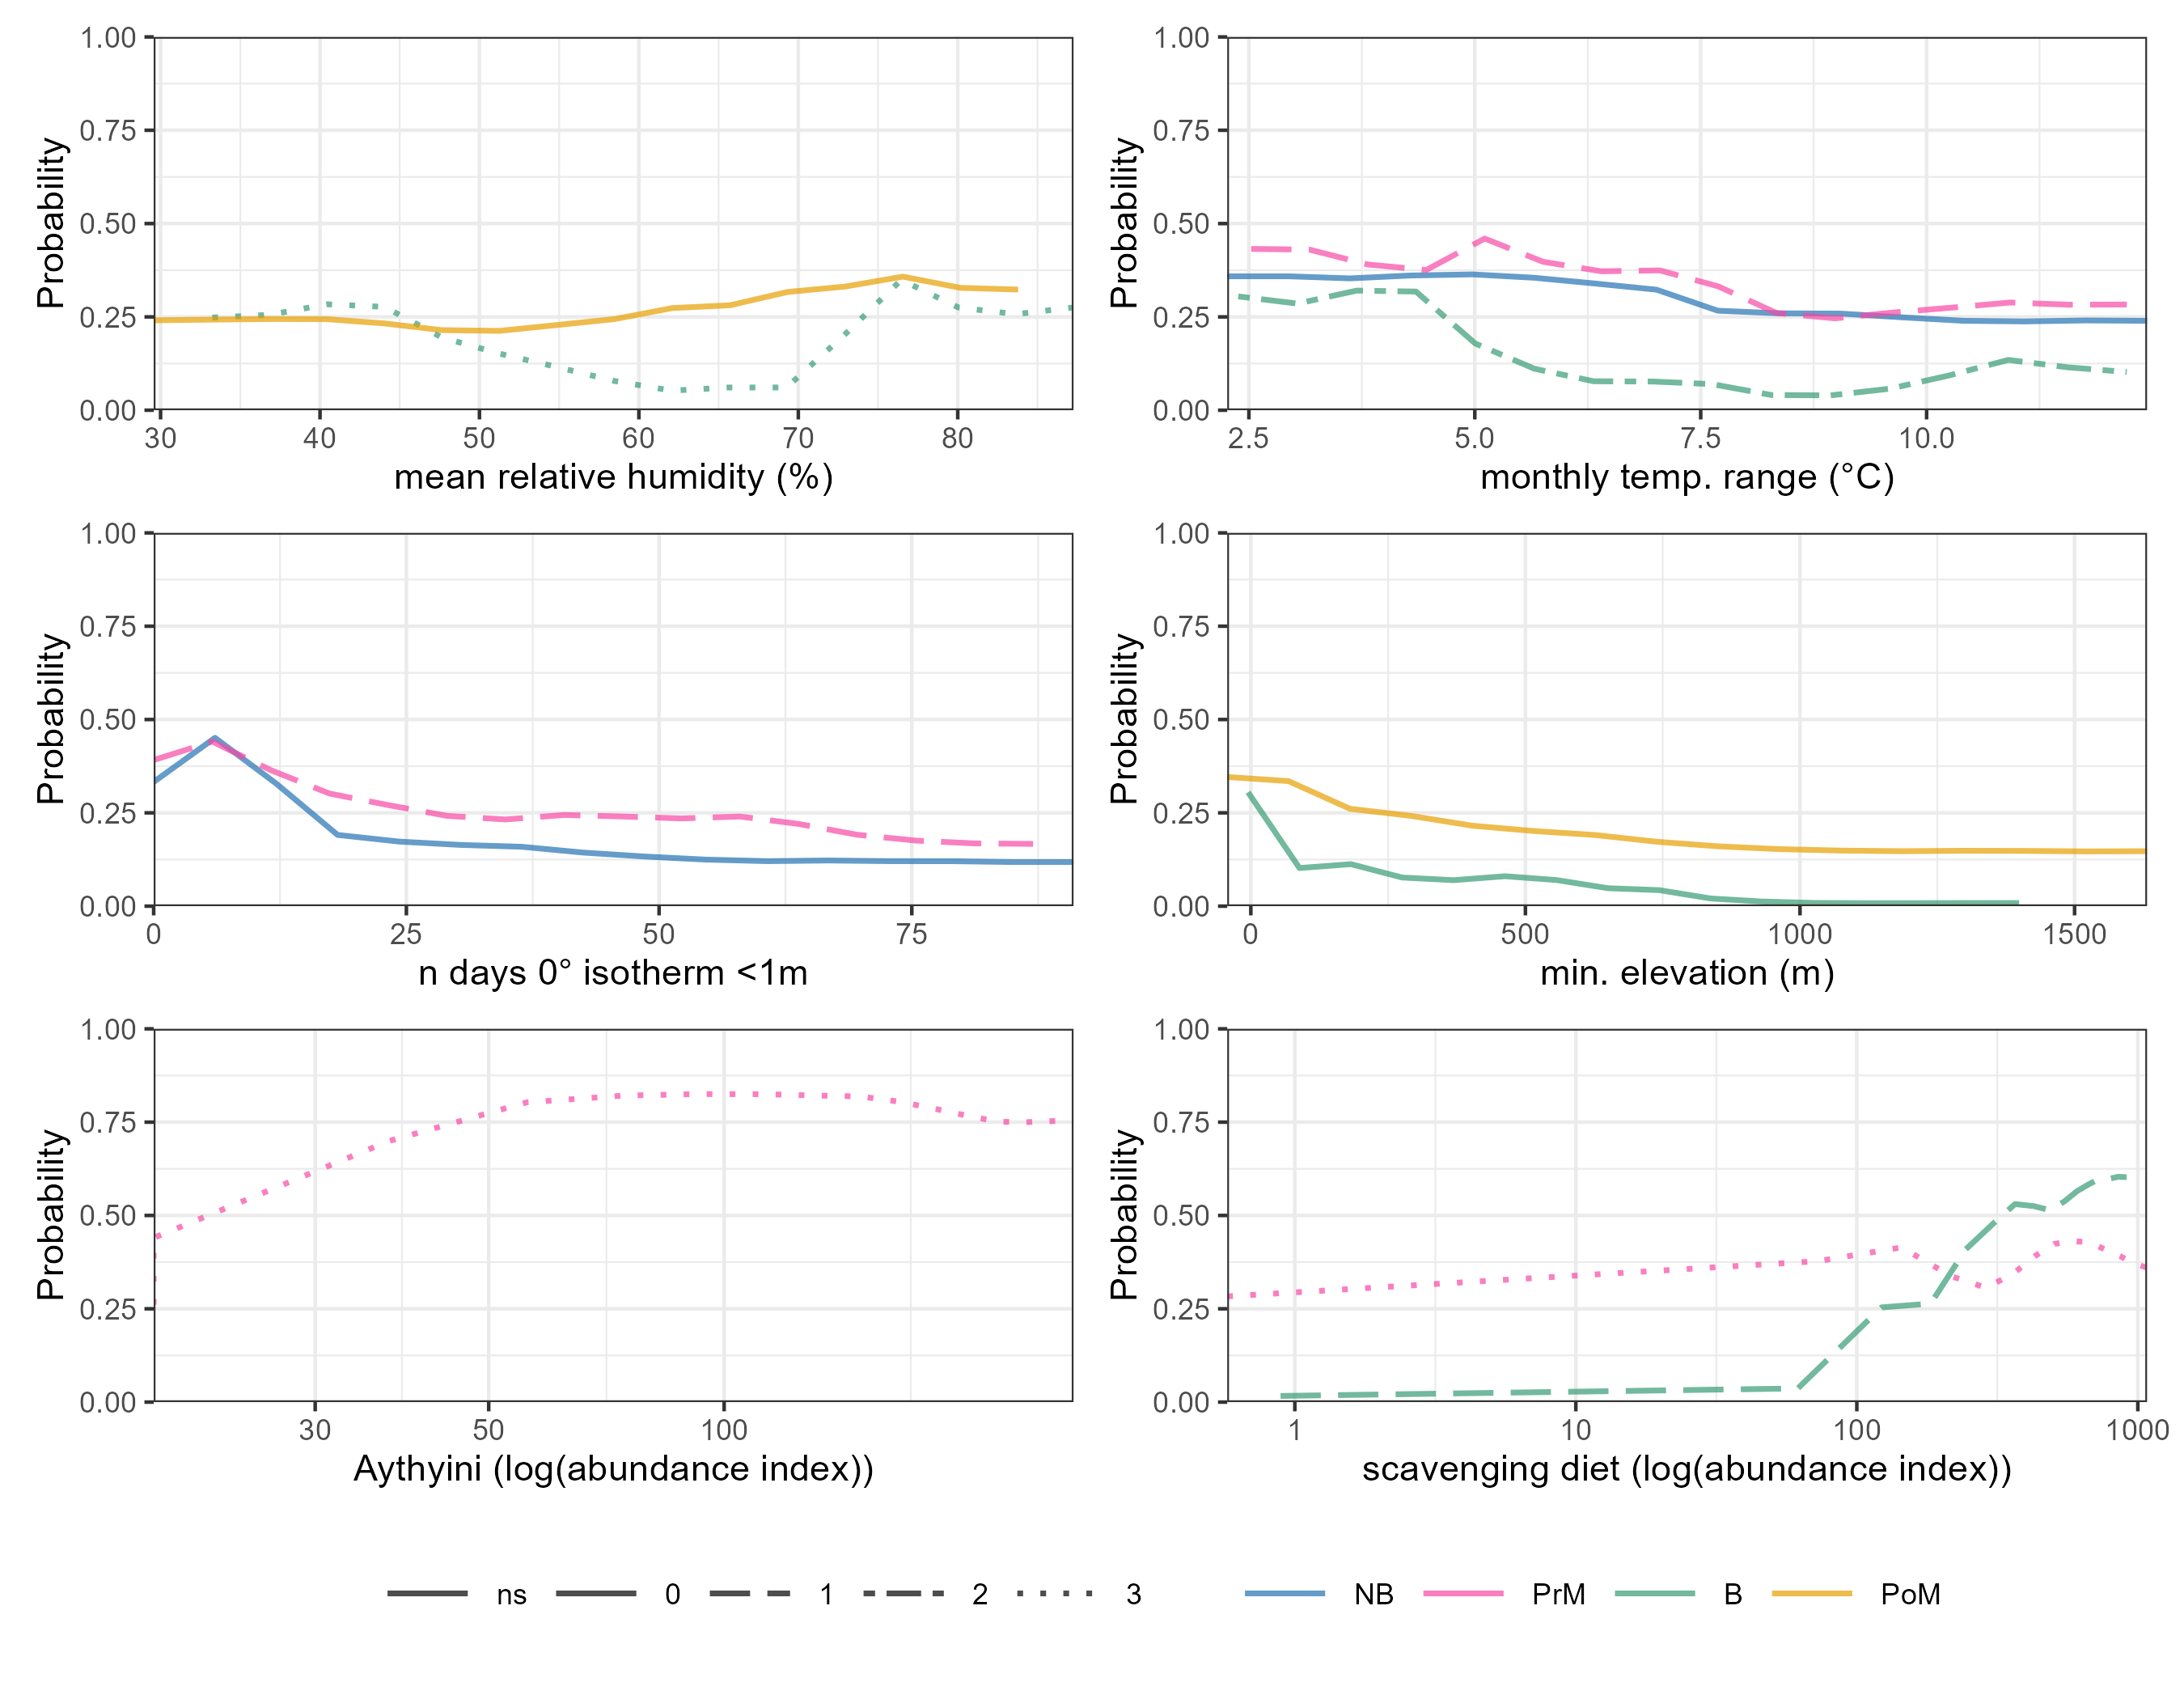 1.00
0.75
0.50
0.25
0.00
Probability
30 40 50 60 70 80
mean relative humidity (%)
1.00
0.75
0.50
0.25
0.00
Probability
2.5 5.0 7.5 10.0
monthly temp. range (°C)
1.00
0.75
0.50
0.25
0.00
Probability
0 25 50 75
n days 0° isotherm <1m
1.00
0.75
0.50
0.25
0.00
Probability
0 500 1000 1500
min. elevation (m)
1.00
0.75
0.50
0.25
0.00
Probability
30 50 100
Aythyini (log(abundance index))
1.00
0.75
0.50
0.25
0.00
Probability
1 10 100 1000
scavenging diet (log(abundance index))
ns 0 1 2 3 NB PrM B PoM